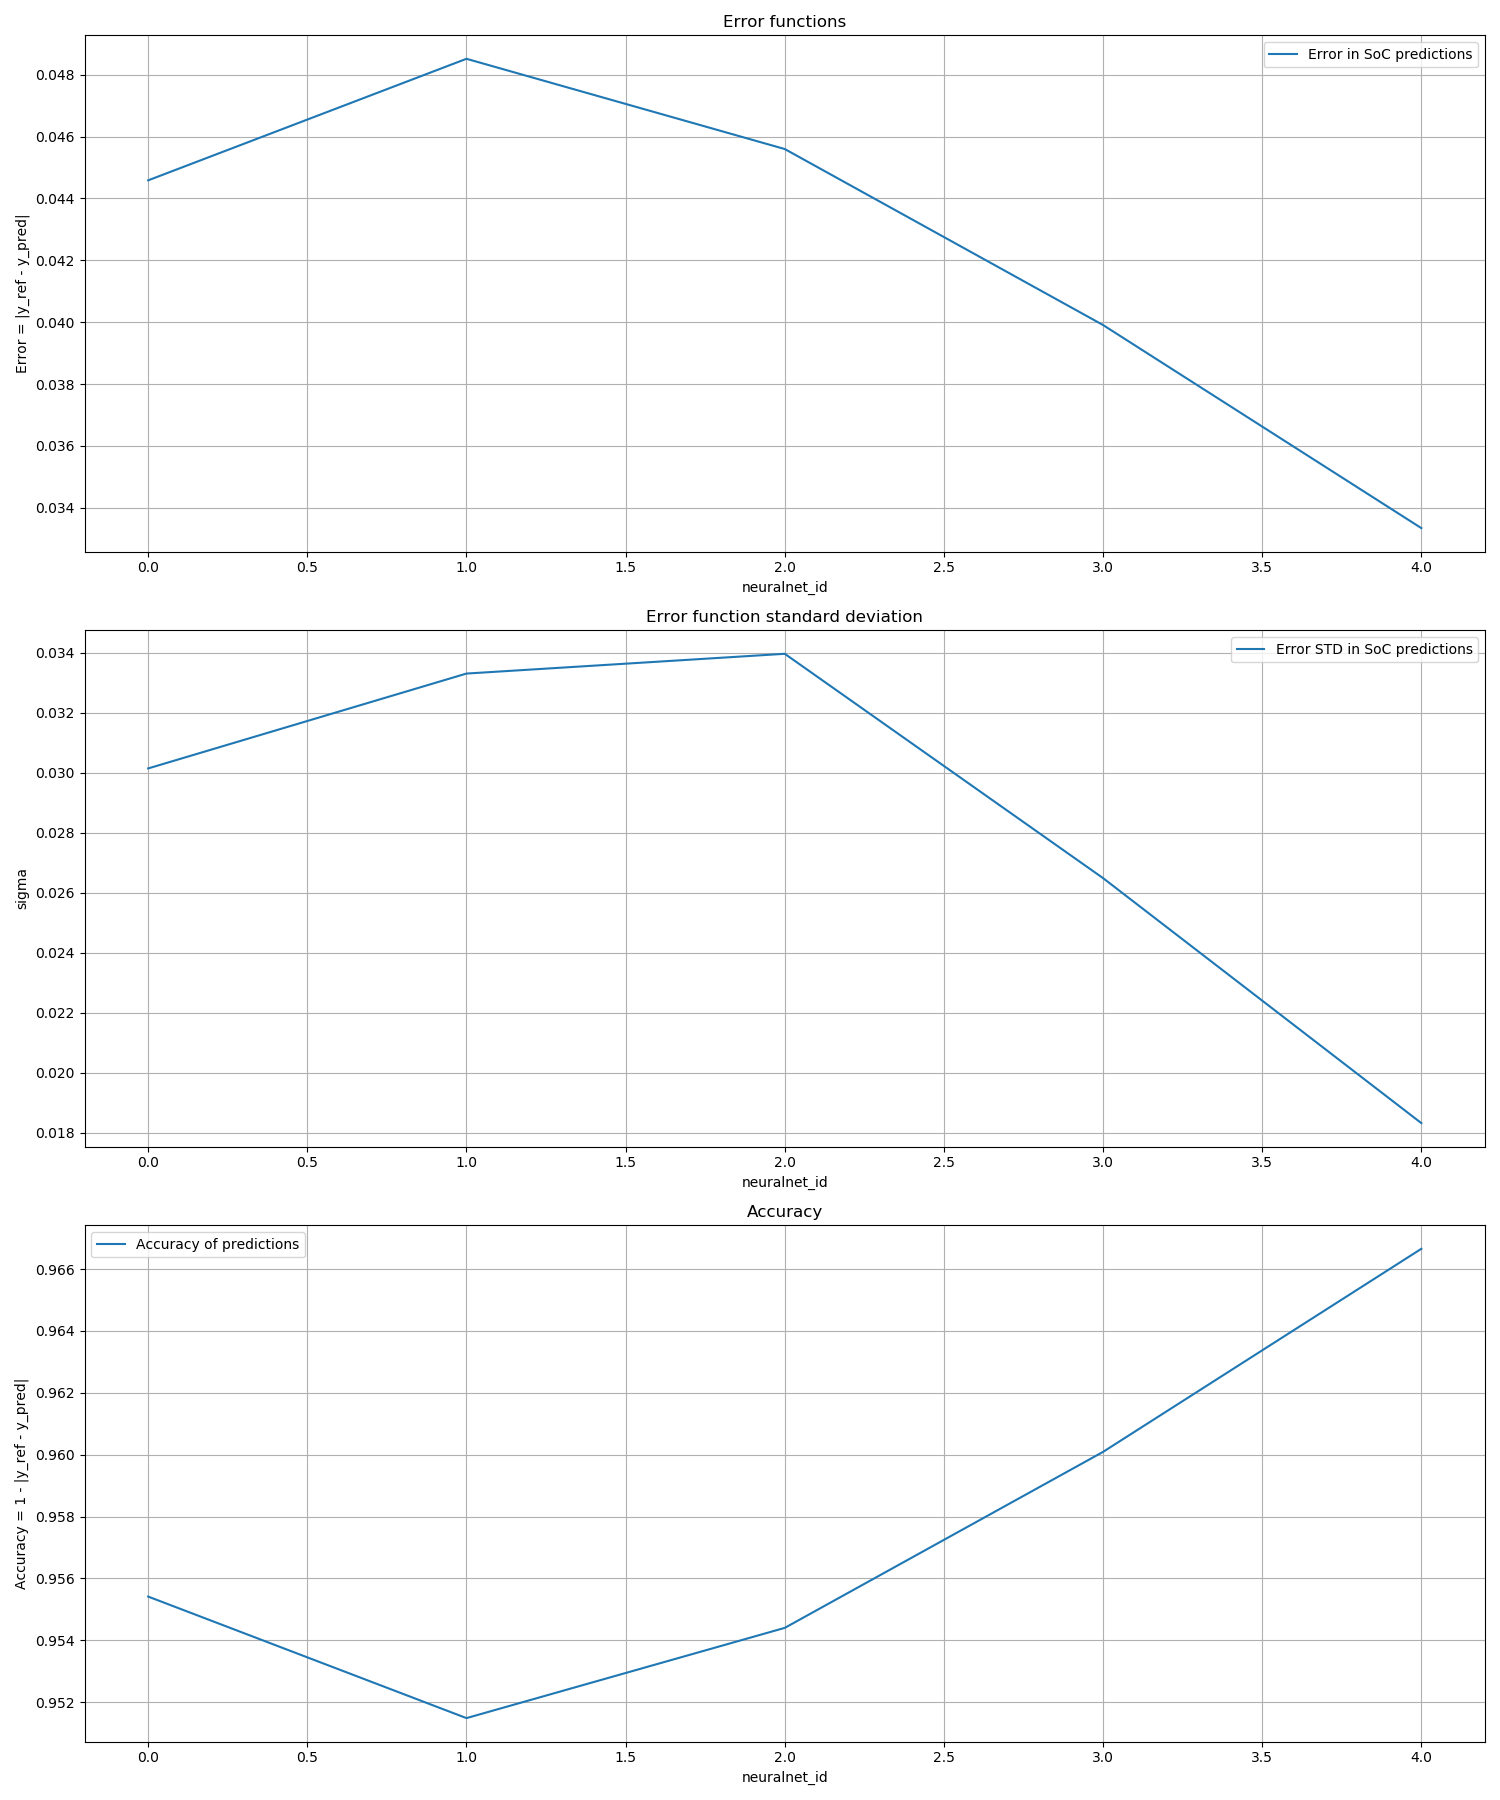 Error functions
Error in SoC predictions
0.048
0.046
0.044
0.042
0.040
0.038
0.036
0.034
Error = |y_ref - y_pred|
0.0 0.5 1.0 1.5 2.0 2.5 3.0 3.5 4.0
neuralnet_id
Error function standard deviation
Error STD in SoC predictions
0.034
0.032
0.030
0.028
0.026
0.024
0.022
0.020
0.018
sigma
0.0 0.5 1.0 1.5 2.0 2.5 3.0 3.5 4.0
neuralnet_id
Accuracy
Accuracy of predictions
0.966
0.964
0.962
0.960
0.958
0.956
0.954
0.952
Accuracy = 1 - |y_ref - y_pred|
0.0 0.5 1.0 1.5 2.0 2.5 3.0 3.5 4.0
neuralnet_id